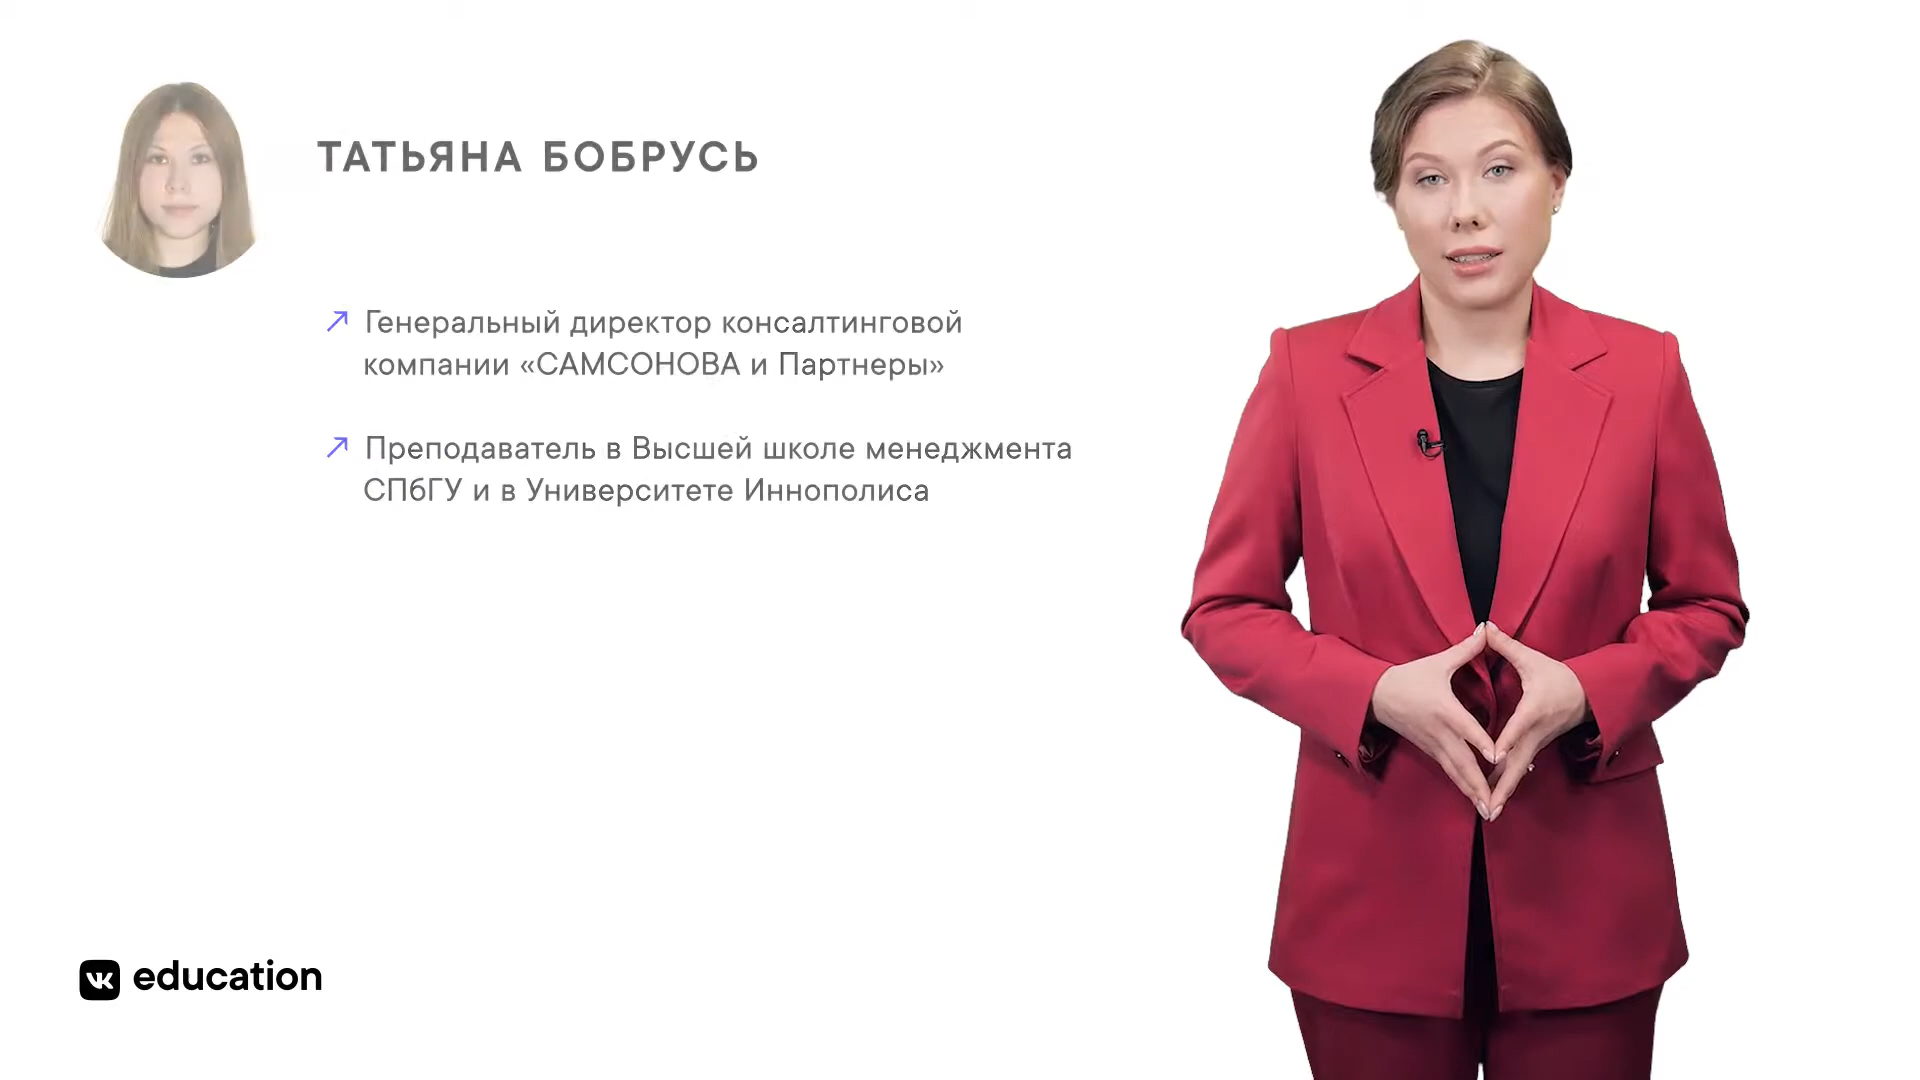 ТАТЬЯНА БОБРУСЬ
Генеральный директор консалтинговой
компании «САМСОНОВА и Партнеры»
Преподаватель в Высшей школе менеджмента
СПбГУ и в Университете Иннополиса
education